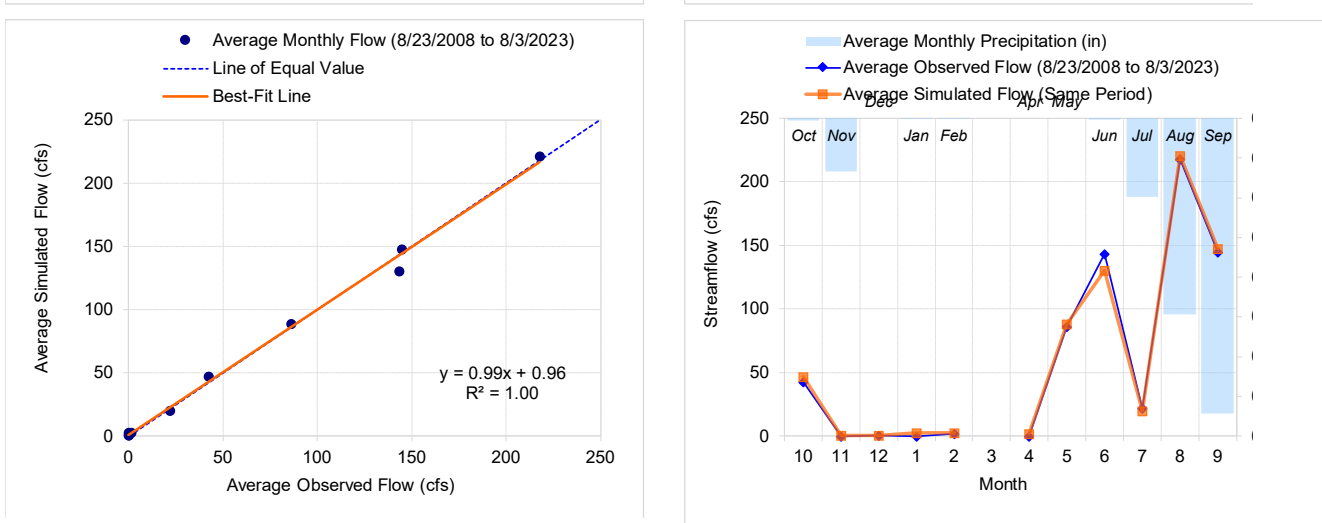 Average Monthly Flow (8/23/2008 to 8/3/2023)
Line of Equal Value
Best-Fit Line
250
200
150
100
50
0
Average Simulated Flow (cfs)
y = 0.99x + 0.96
R² = 1.00
0 50 100 150 200 250
Average Observed Flow (cfs)
Average Monthly Precipitation (in)
Average Observed Flow (8/23/2008 to 8/3/2023)
Average Simulated Flow (Same Period)
Dec Apr May
Oct Nov Jan Feb Jun Jul Aug Sep
250
200
150
100
50
0
Streamflow (cfs)
10 11 12 1 2 3 4 5 6 7 8 9
Month